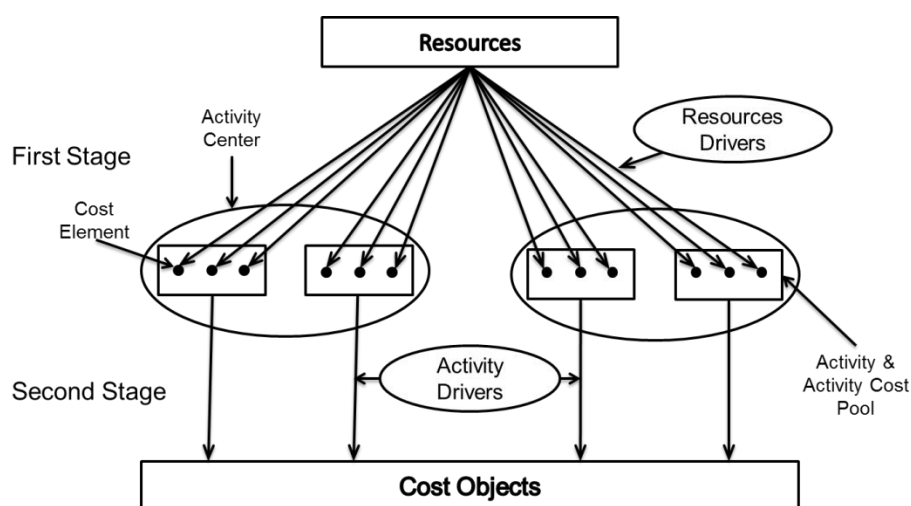 Resources
Activity
Center
Resources
Drivers
First Stage
Cost
Element
Activity
Drivers
Second Stage
Activity &
Activity Cost
Pool
Cost Objects